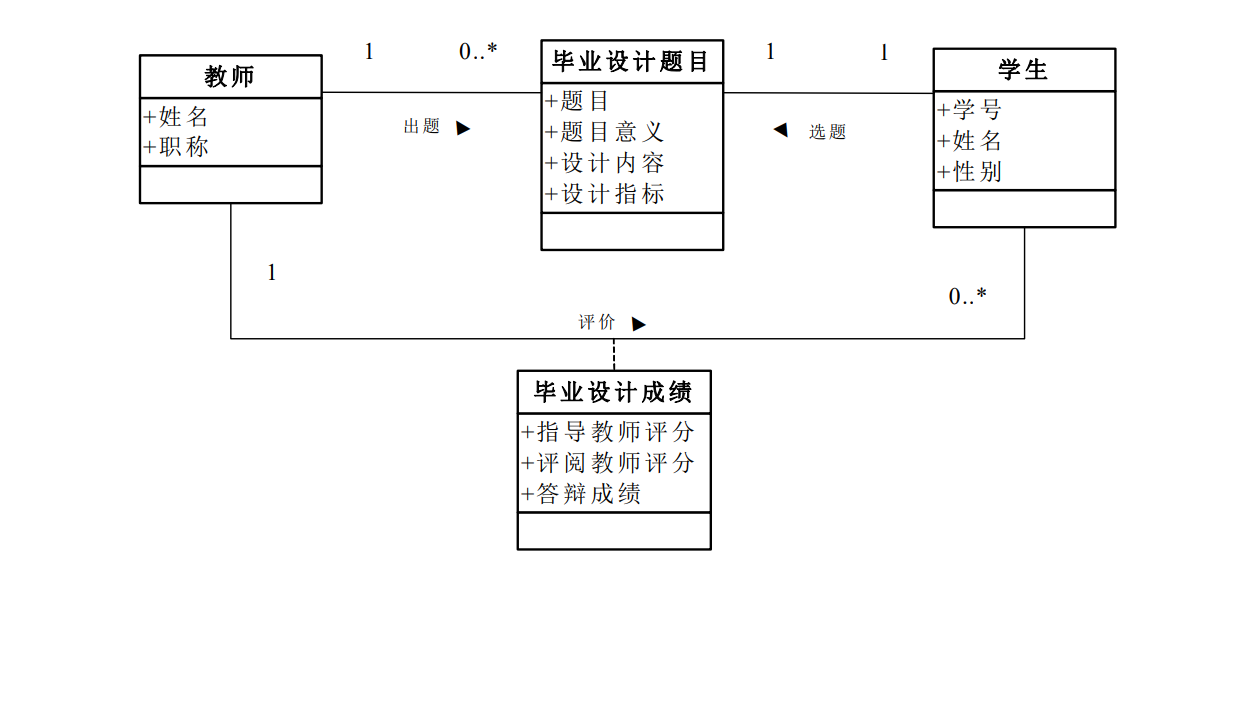 教师
+姓名
+职称
1
0..*
出题 ▶
毕业设计题目
+题目
+题目意义
+设计内容
+设计指标
1
1
◀ 选题
学生
+学号
+姓名
+性别
1
0..*
评价 ▶
毕业设计成绩
+指导教师评分
+评阅教师评分
+答辩成绩